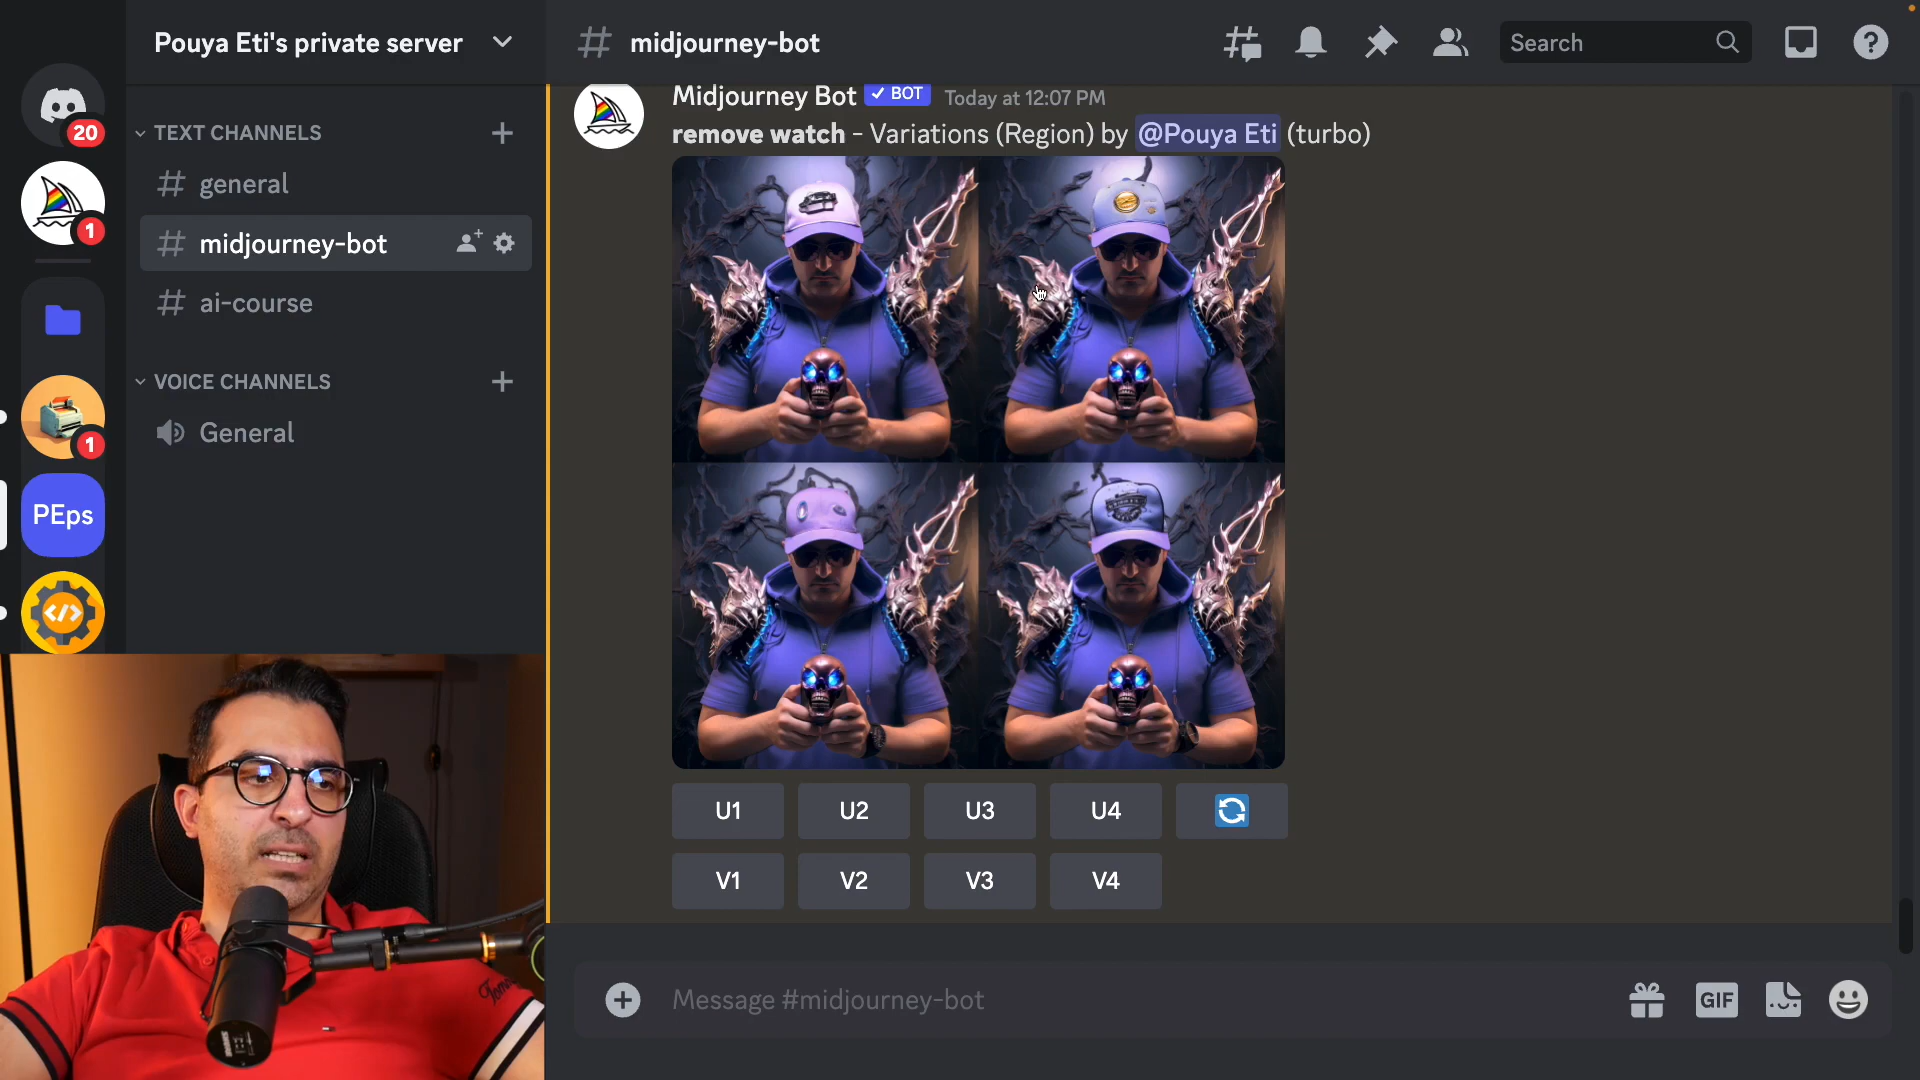 Pouya Eti's private server
midjourney-bot
Search
20
TEXT CHANNELS
general
1
midjourney-bot
ai-course
VOICE CHANNELS
General
1
PEps
</>
Midjourney Bot ✓ BOT Today at 12:07 PM
remove watch - Variations (Region) by @Pouya Eti (turbo)
U1 U2 U3 U4
V1 V2 V3 V4
Message #midjourney-bot
GIF